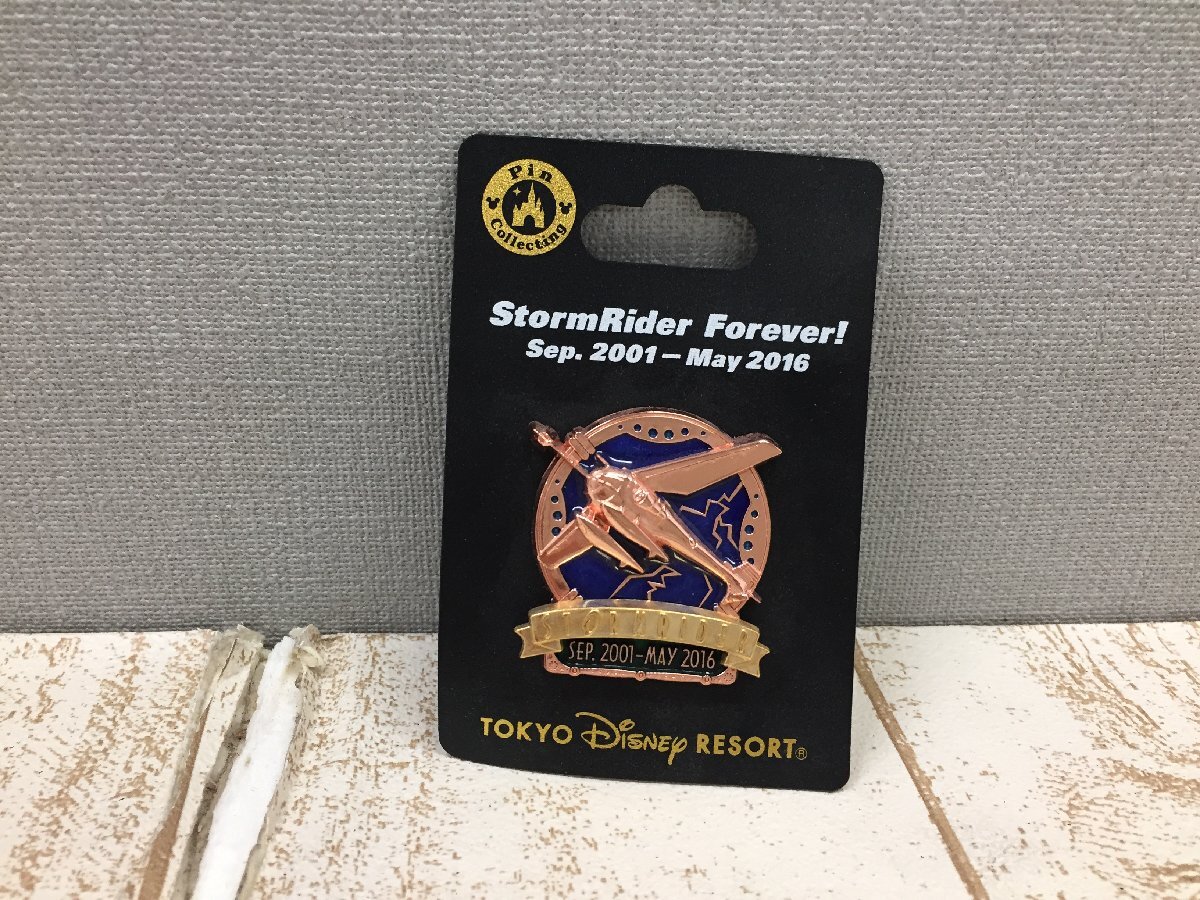 Pin
Collecting
StormRider Forever!
Sep. 2001 – May 2016
STORMRIDER
SEP. 2001-MAY 2016
TOKYO Disney RESORT®